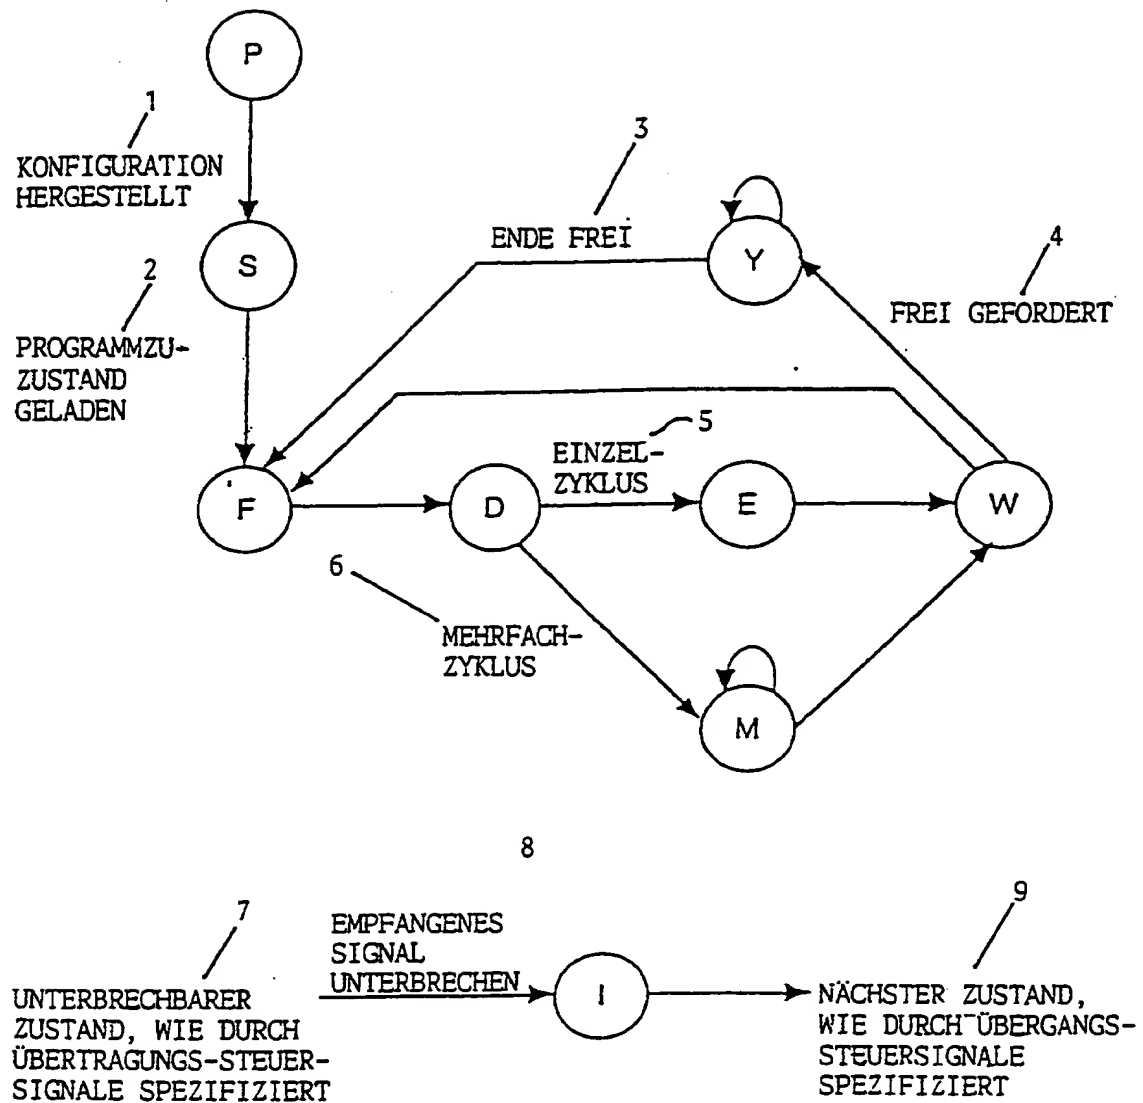 P
1
KONFIGURATION
HERGESTELLT
3
S
ENDE FREI
Y
4
2
FREI GEFORDERT
PROGRAMMZU-
ZUSTAND
GELADEN
5
EINZEL-
ZYKLUS
F
D
E
W
6
MEHRFACH-
ZYKLUS
M
8
7
9
EMPFANGENES
SIGNAL
UNTERBRECHEN
I
UNTERBRECHBARER
ZUSTAND, WIE DURCH
ÜBERTRAGUNGS-STEUER-
SIGNALE SPEZIFIZIERT
NÄCHSTER ZUSTAND,
WIE DURCH ÜBERGANGS-
STEUERSIGNALE
SPEZIFIZIERT